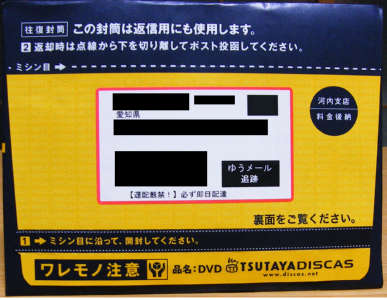 往復封筒 この封筒は返信用にも使用します。
2 返却時は点線から下を切り離してポスト投函してください。
ミシン目
河内支店
料金後納
愛知県
ゆうメール
追跡
【遅配厳禁!】必ず即日配達
裏面をご覧ください。
1 ミシン目に沿って、開封してください。
ワレモノ注意 品名:DVD TSUTAYA DISCAS
www.discas.net